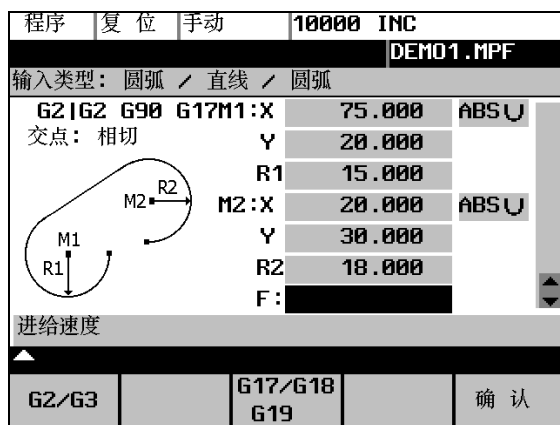 程序 复 位 手动 10000 INC
DEMO1.MPF
输入类型： 圆弧 / 直线 / 圆弧
G2|G2 G90 G17M1:X 75.000 ABS
交点： 相切 Y 20.000
R1 15.000
M2 R2 M2:X 20.000 ABS
M1 Y 30.000
R1 R2 18.000
F:
进给速度
G2/G3 G17/G18 G19 确 认